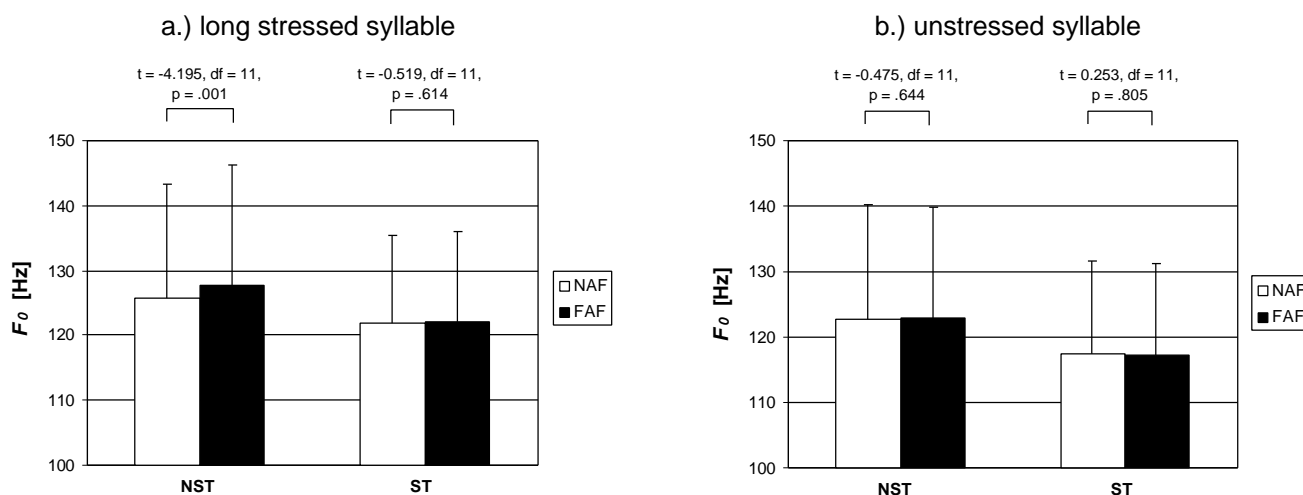 a.) long stressed syllable
t = -4.195, df = 11,
p = .001
t = -0.519, df = 11,
p = .614
150
140
130
120
110
100
F0 [Hz]
NST
ST
NAF
FAF
b.) unstressed syllable
t = -0.475, df = 11,
p = .644
t = 0.253, df = 11,
p = .805
150
140
130
120
110
100
F0 [Hz]
NST
ST
NAF
FAF